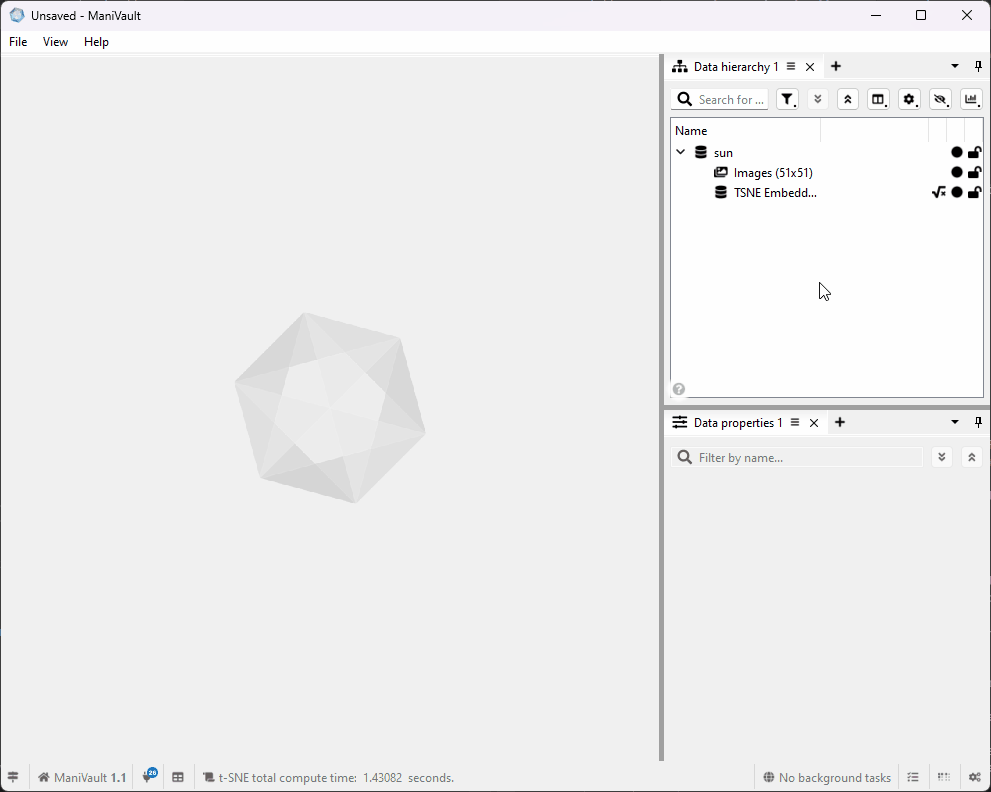 Unsaved - ManiVault
File View Help
Data hierarchy 1
Search for ...
Name
sun
Images (51x51)
TSNE Embedd...
?
Data properties 1
Filter by name...
ManiVault 1.1
26
t-SNE total compute time: 1.43082 seconds.
No background tasks